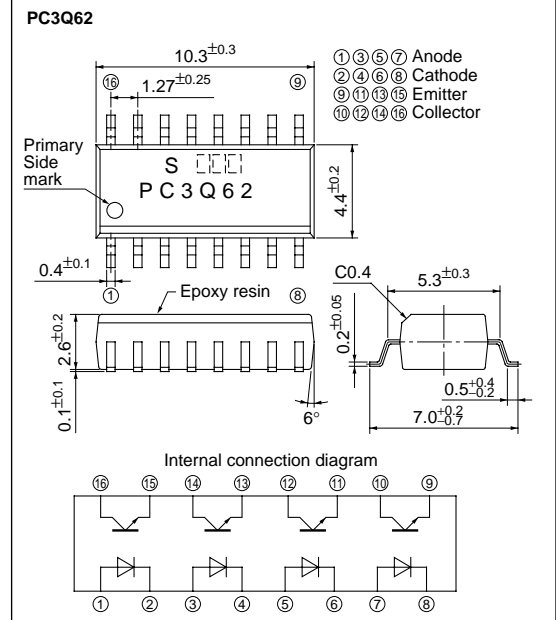 PC3Q62
10.3±0.3
⑯ 1.27±0.25 ⑨
①③⑤⑦ Anode
②④⑥⑧ Cathode
⑨⑪⑬⑮ Emitter
⑩⑫⑭⑯ Collector
Primary
Side
mark
S
PC3Q62
4.4±0.2
0.4±0.1
① ⑧
Epoxy resin
C0.4
5.3±0.3
2.6±0.2
0.2±0.05
0.1±0.1
6°
0.5+0.4−0.2
7.0+0.2−0.7
Internal connection diagram
⑯ ⑮ ⑭ ⑬ ⑫ ⑪ ⑩ ⑨
① ② ③ ④ ⑤ ⑥ ⑦ ⑧